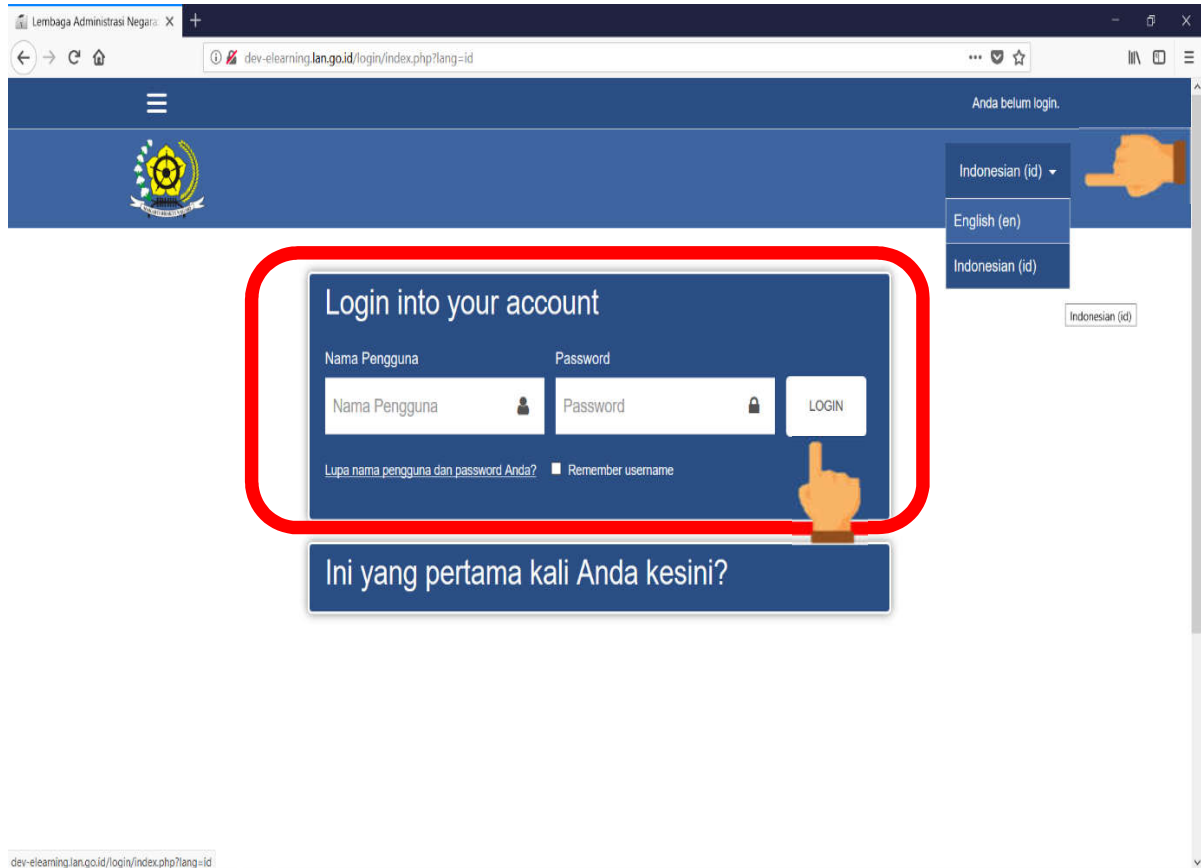 Lembaga Administrasi Negara:
dev-elearning.lan.go.id/login/index.php?lang=id
Anda belum login.
Indonesian (id)
English (en)
Indonesian (id)
Indonesian (id)
Login into your account
Nama Pengguna Password
Nama Pengguna Password LOGIN
Lupa nama pengguna dan password Anda? Remember username
Ini yang pertama kali Anda kesini?
dev-elearning.lan.go.id/login/index.php?lang=id